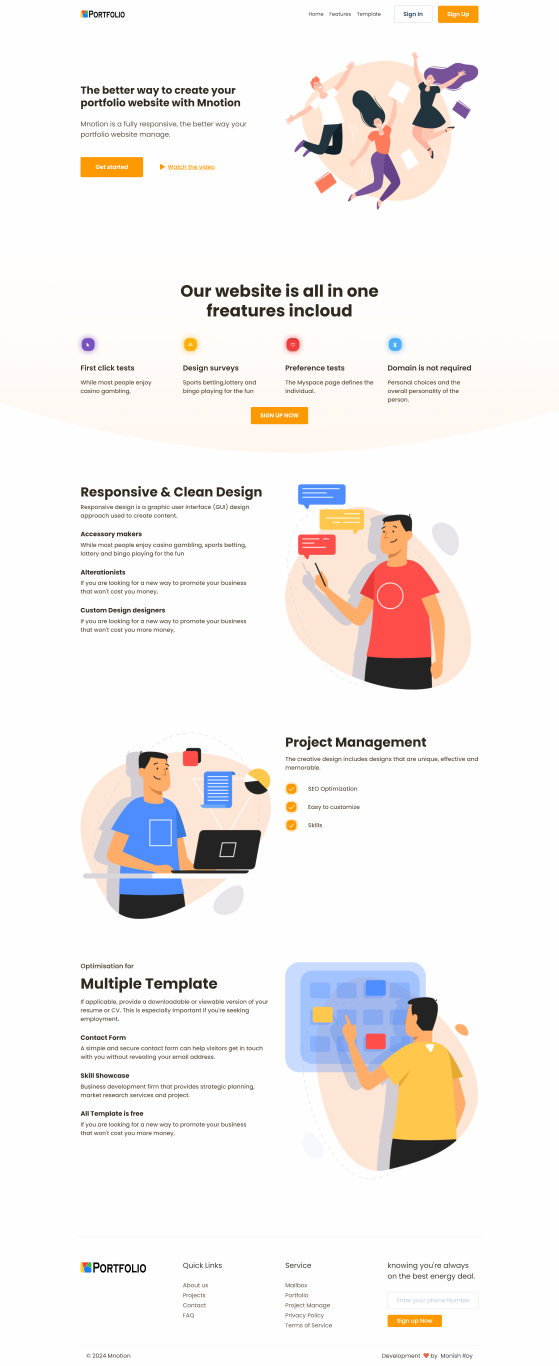 PORTFOLIO
Home Features Template Sign In Sign Up
The better way to create your
portfolio website with Mnotion
Mnotion is a fully responsive, the better way your
portfolio website manage.
Get started Watch the video
Our website is all in one
freatures incloud
First click tests
While most people enjoy
casino gambling,
Design surveys
Sports betting,lottery and
bingo playing for the fun
Preference tests
The Myspace page defines the
individual.
Domain is not required
Personal choices and the
overall personality of the
person.
SIGN UP NOW
Responsive & Clean Design
Responsive design is a graphic user interface (GUI) design
approach used to create content.
Accessory makers
While most people enjoy casino gambling, sports betting,
lottery and bingo playing for the fun
Alterationists
If you are looking for a new way to promote your business
that won't cost you money,
Custom Design designers
If you are looking for a new way to promote your business
that won't cost you more money,
Project Management
The creative design includes designs that are unique, effective and
memorable.
SEO Optimization
Easy to customize
Skills
Optimisation for
Multiple Template
If applicable, provide a downloadable or viewable version of your
resume or CV. This is especially important if you're seeking
employment.
Contact Form
A simple and secure contact form can help visitors get in touch
with you without revealing your email address.
Skill Showcase
Business development firm that provides strategic planning,
market research services and project.
All Template is free
If you are looking for a new way to promote your business
that won't cost you more money,
PORTFOLIO
Quick Links
About us
Projects
Contact
FAQ
Service
Mailbox
Portfolio
Project Manage
Privacy Policy
Terms of Service
knowing you're always
on the best energy deal.
Enter your phone Number
Sign up Now
© 2024 Mnotion
Development ❤ by Monish Roy